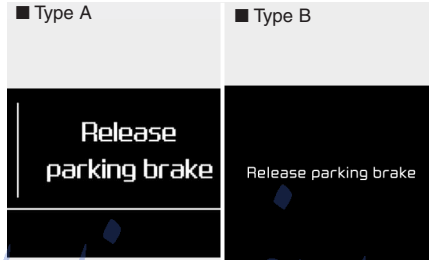 ■ Type A
Release
parking brake
■ Type B
Release parking brake